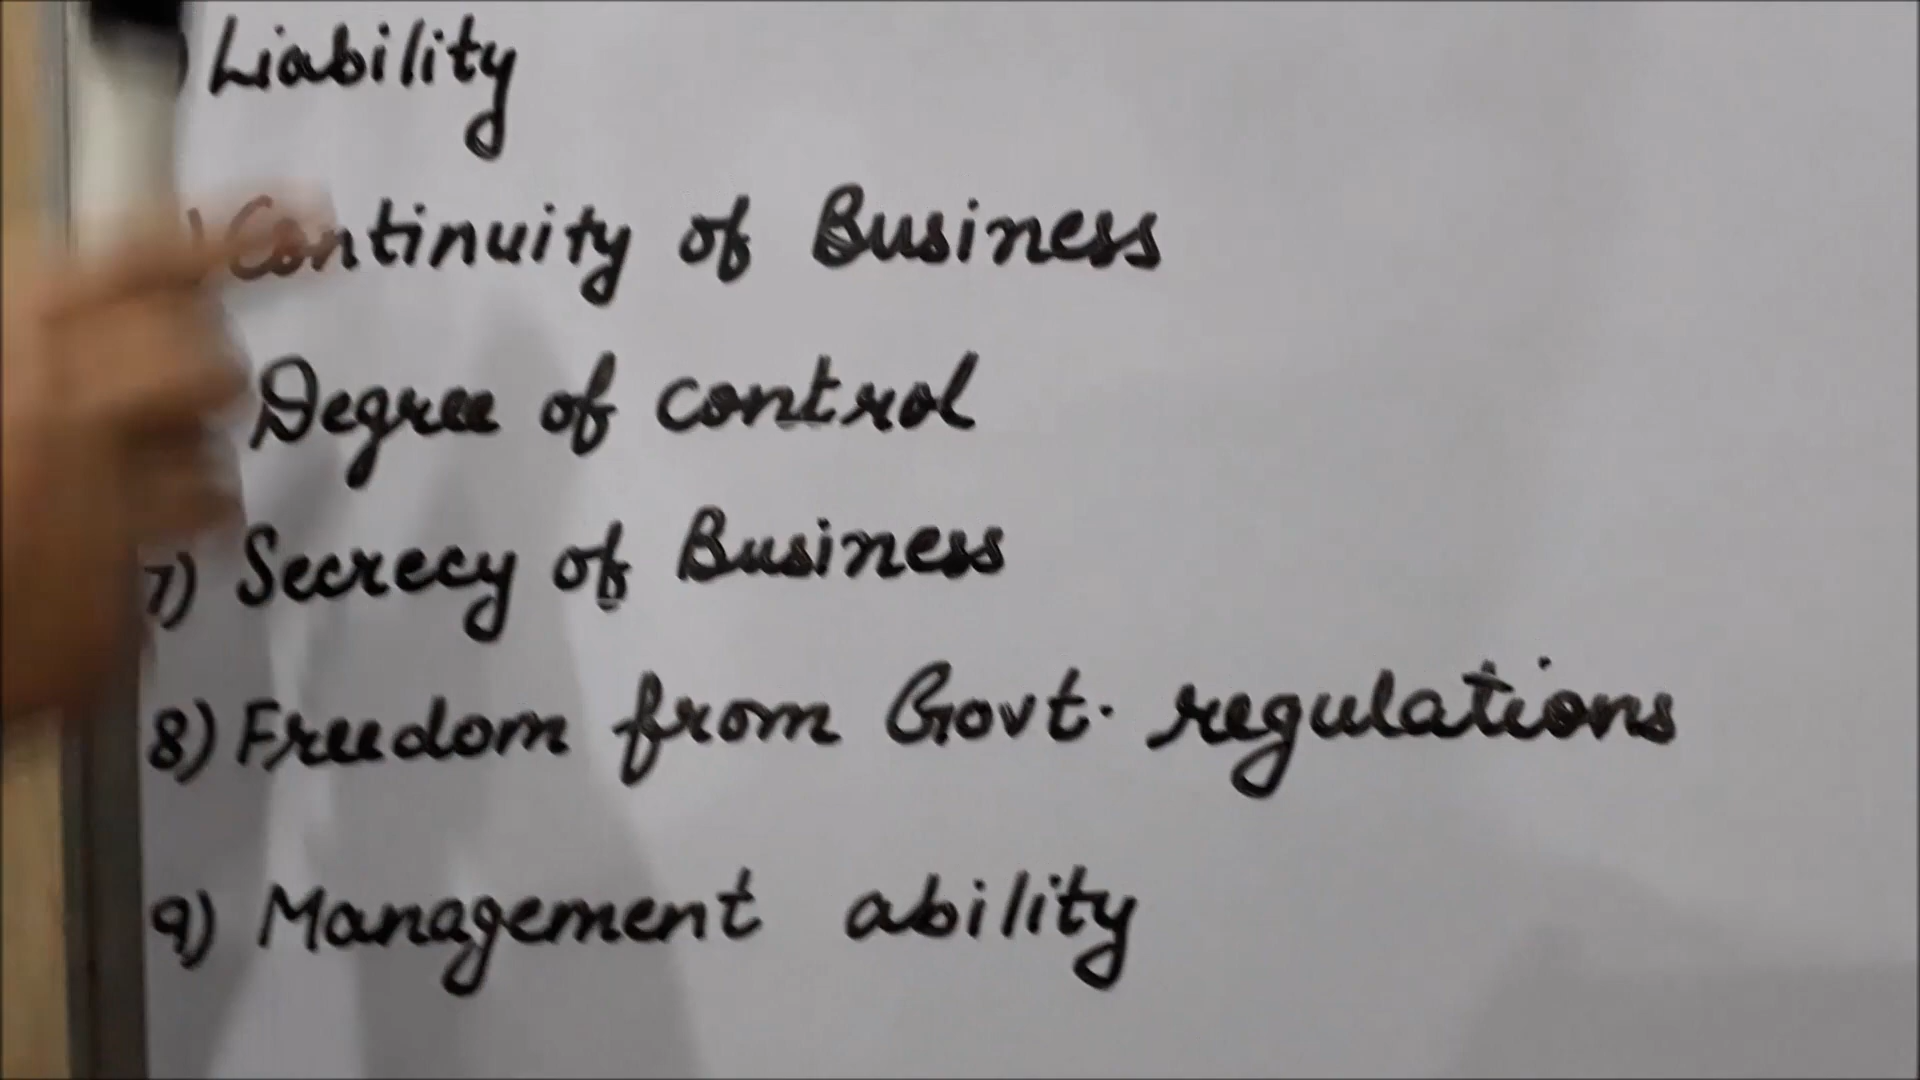 ) Liability
) Continuity of Business
Degree of control
7) Secrecy of Business
8) Freedom from Govt. regulations
9) Management ability